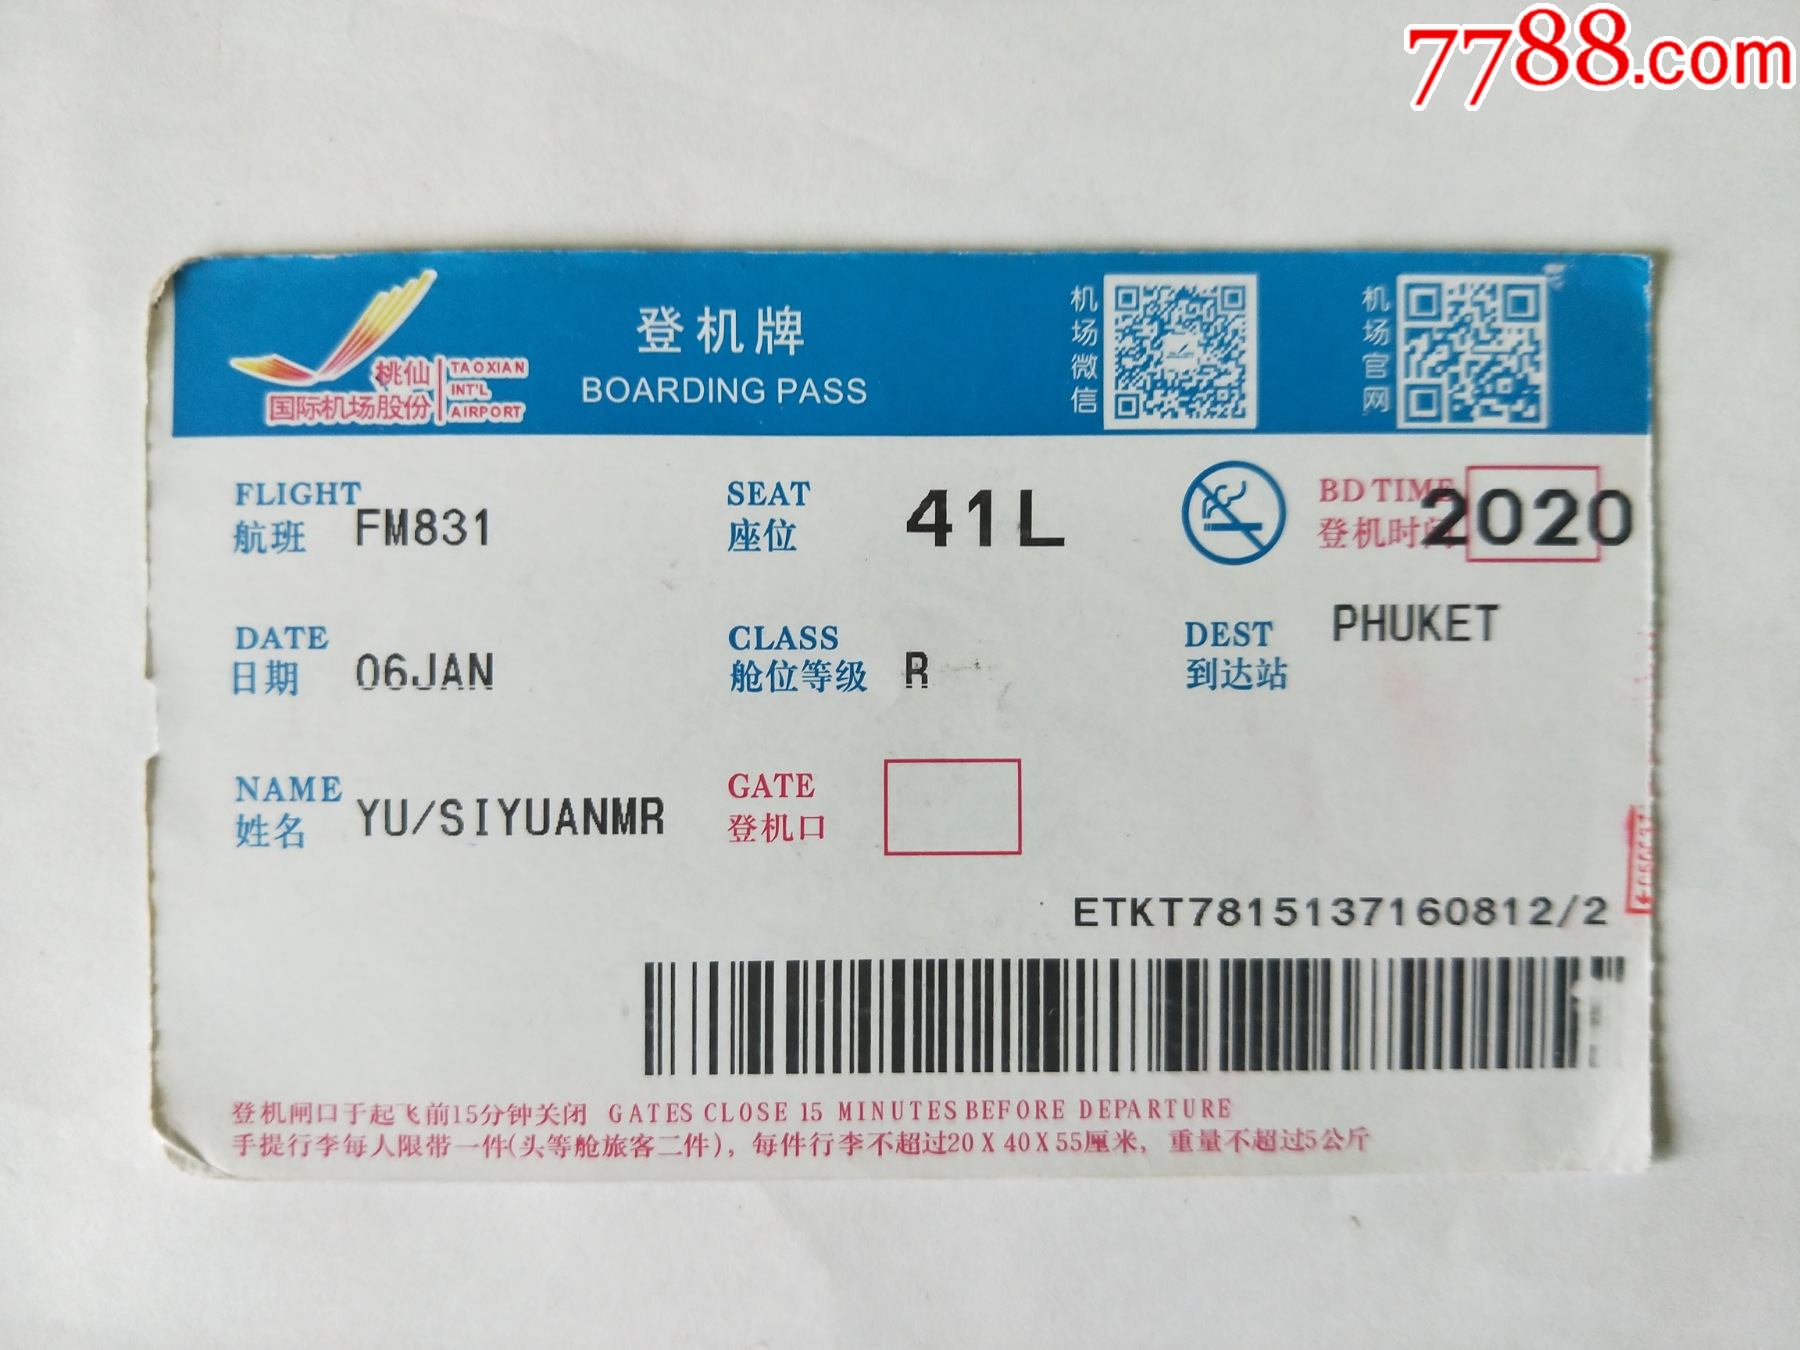 7788.com
桃仙
国际机场股份
TAOXIAN
INT'L
AIRPORT
登机牌
BOARDING PASS
机场微信
机场官网
FLIGHT
航班 FM831
SEAT
座位 41L
BD TIME
登机时间 2020
DATE
日期 06JAN
CLASS
舱位等级 R
DEST
到达站 PHUKET
NAME
姓名 YU/SIYUANMR
GATE
登机口
ETKT7815137160812/2
登机闸口于起飞前15分钟关闭 GATES CLOSE 15 MINUTES BEFORE DEPARTURE
手提行李每人限带一件(头等舱旅客二件)，每件行李不超过20X40X55厘米，重量不超过5公斤